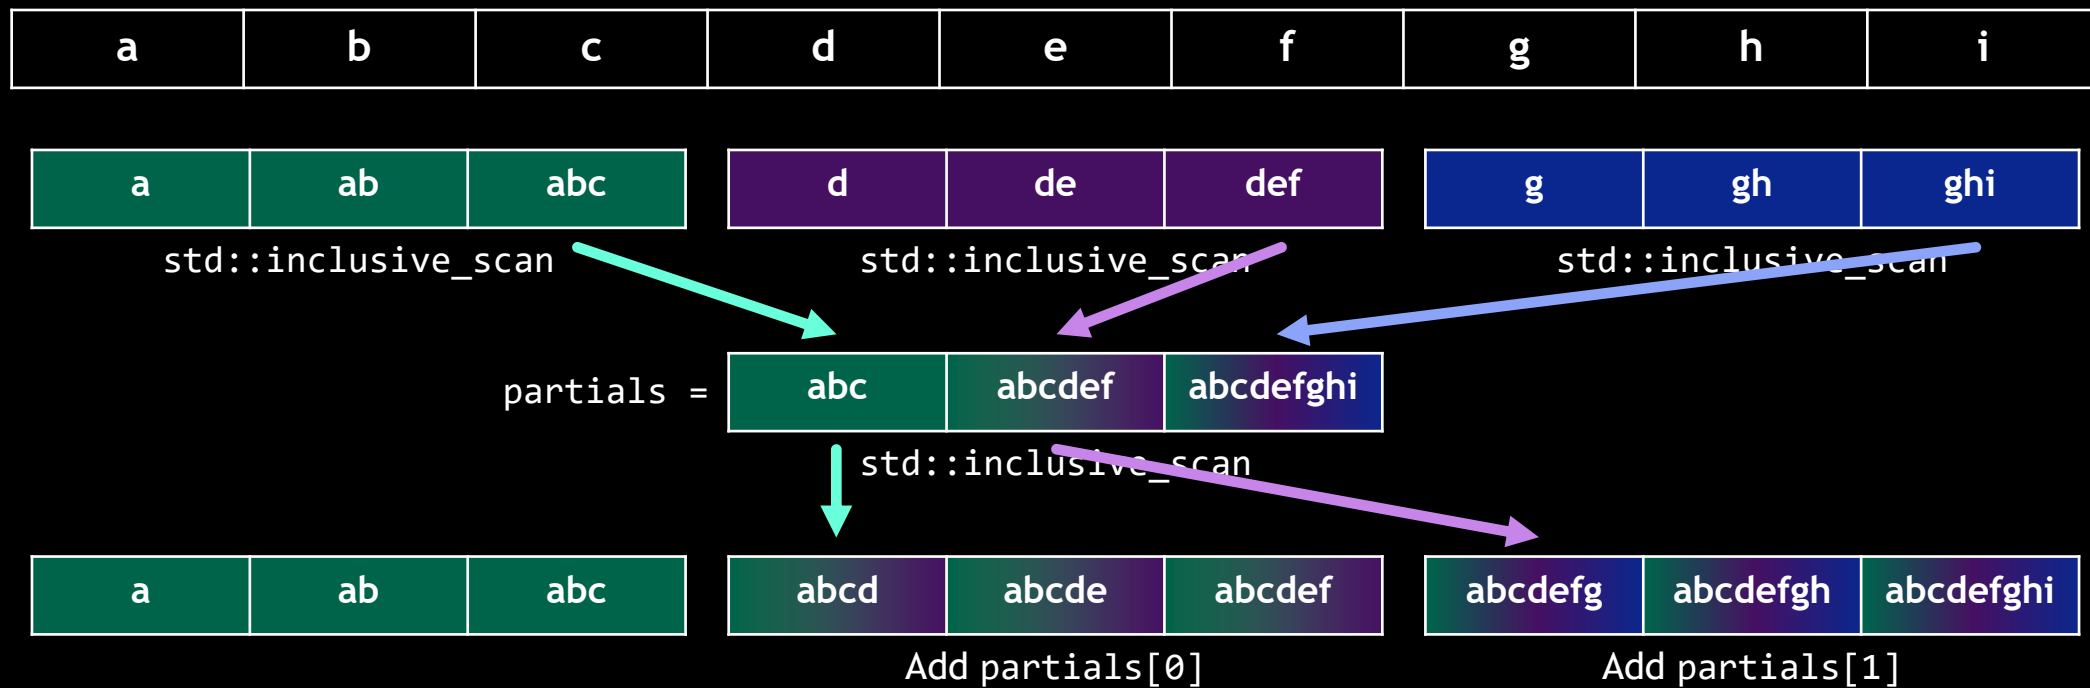 a b c d e f g h i
a ab abc d de def g gh ghi
std::inclusive_scan std::inclusive_scan std::inclusive_scan
partials = abc abcdef abcdefghi
std::inclusive_scan
a ab abc abcd abcde abcdef abcdefg abcdefgh abcdefghi
Add partials[0] Add partials[1]